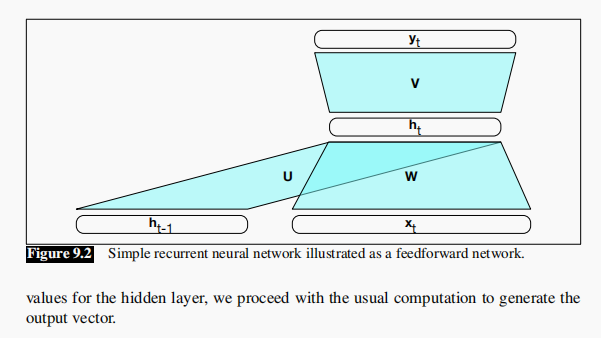 yt
V
ht
U
W
ht-1
xt
Figure 9.2 Simple recurrent neural network illustrated as a feedforward network.
values for the hidden layer, we proceed with the usual computation to generate the
output vector.